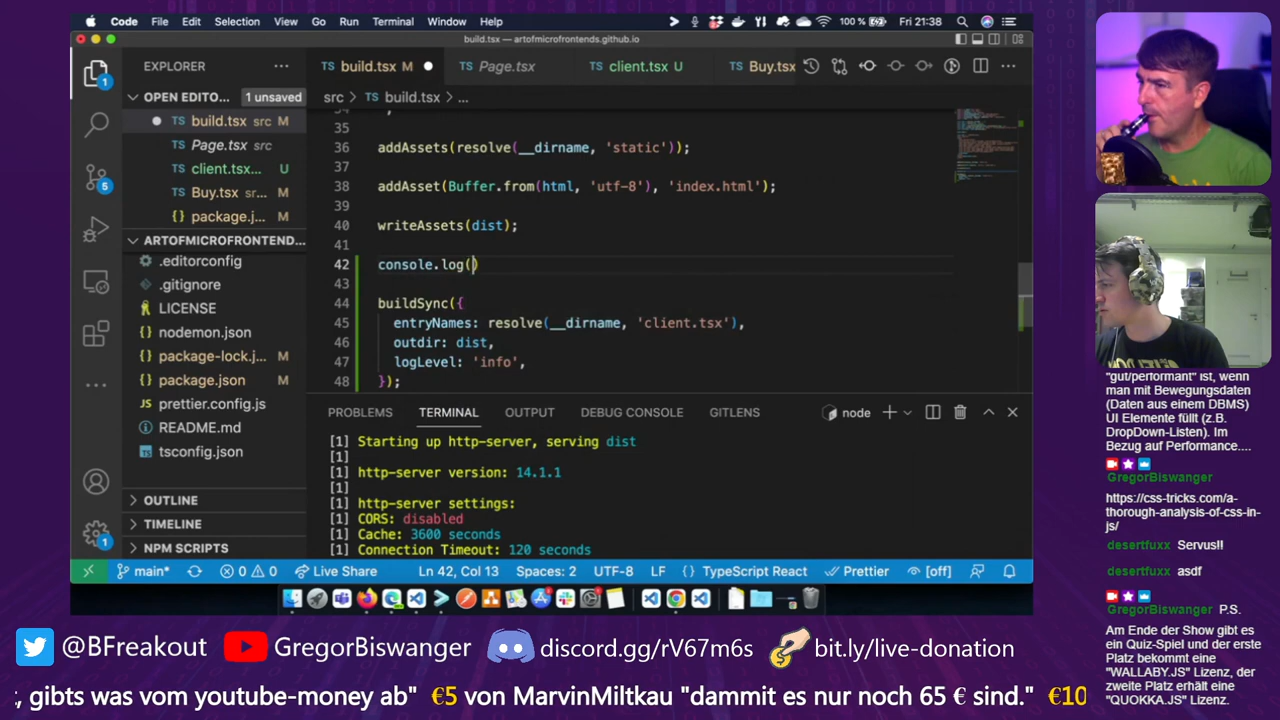 Code File Edit Selection View Go Run Terminal Window Help 100 % Fri 21:38
build.tsx — artofmicrofrontends.github.io
EXPLORER
build.tsx M
Page.tsx
client.tsx U
Buy.tsx
OPEN EDITO... 1 unsaved
build.tsx src M
Page.tsx src
client.tsx... U
Buy.tsx sr... M
package.j... M
ARTOFMICROFRONTEND...
.editorconfig
.gitignore
LICENSE
nodemon.json
package-lock.j... M
package.json M
prettier.config.js
README.md
tsconfig.json
OUTLINE
TIMELINE
NPM SCRIPTS
src > build.tsx > ...
35
36 addAssets(resolve(__dirname, 'static'));
37
38 addAsset(Buffer.from(html, 'utf-8'), 'index.html');
39
40 writeAssets(dist);
41
42 console.log()
43
44 buildSync({
45 entryNames: resolve(__dirname, 'client.tsx'),
46 outdir: dist,
47 logLevel: 'info',
48 });
PROBLEMS TERMINAL OUTPUT DEBUG CONSOLE GITLENS node
[1] Starting up http-server, serving dist
[1]
[1] http-server version: 14.1.1
[1]
[1] http-server settings:
[1] CORS: disabled
[1] Cache: 3600 seconds
[1] Connection Timeout: 120 seconds
main* 0 0 Live Share Ln 42, Col 13 Spaces: 2 UTF-8 LF {} TypeScript React Prettier [off]
"gut/performant" ist, wenn
man mit Bewegungsdaten
(Daten aus einem DBMS)
UI Elemente füllt (z.B.
DropDown-Listen). Im
Bezug auf Performance....
GregorBiswanger
https://css-tricks.com/a-
thorough-analysis-of-css-in-
js/
desertfuxx Servus!!
desertfuxx asdf
GregorBiswanger P.S.
Am Ende der Show gibt es
ein Quiz-Spiel und der erste
Platz bekommt eine
"WALLABY.JS" Lizenz, der
zweite Platz erhält eine
"QUOKKA.JS" Lizenz.
@BFreakout GregorBiswanger discord.gg/rV67m6s bit.ly/live-donation
, gibts was vom youtube-money ab" €5 von MarvinMiltkau "dammit es nur noch 65 € sind." €10